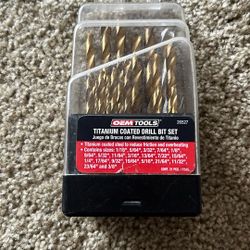 OEM TOOLS
25527
TITANIUM COATED DRILL BIT SET
Juego de Brocas con Revestimiento de Titanio
• Titanium coated steel to reduce friction and overheating
• Contains sizes: 1/16", 5/64", 3/32", 7/64", 1/8",
9/64", 5/32", 11/64", 3/16", 13/64", 7/32", 15/64",
1/4", 17/64", 9/32", 19/64", 5/16", 21/64", 11/32",
23/64" and 3/8"